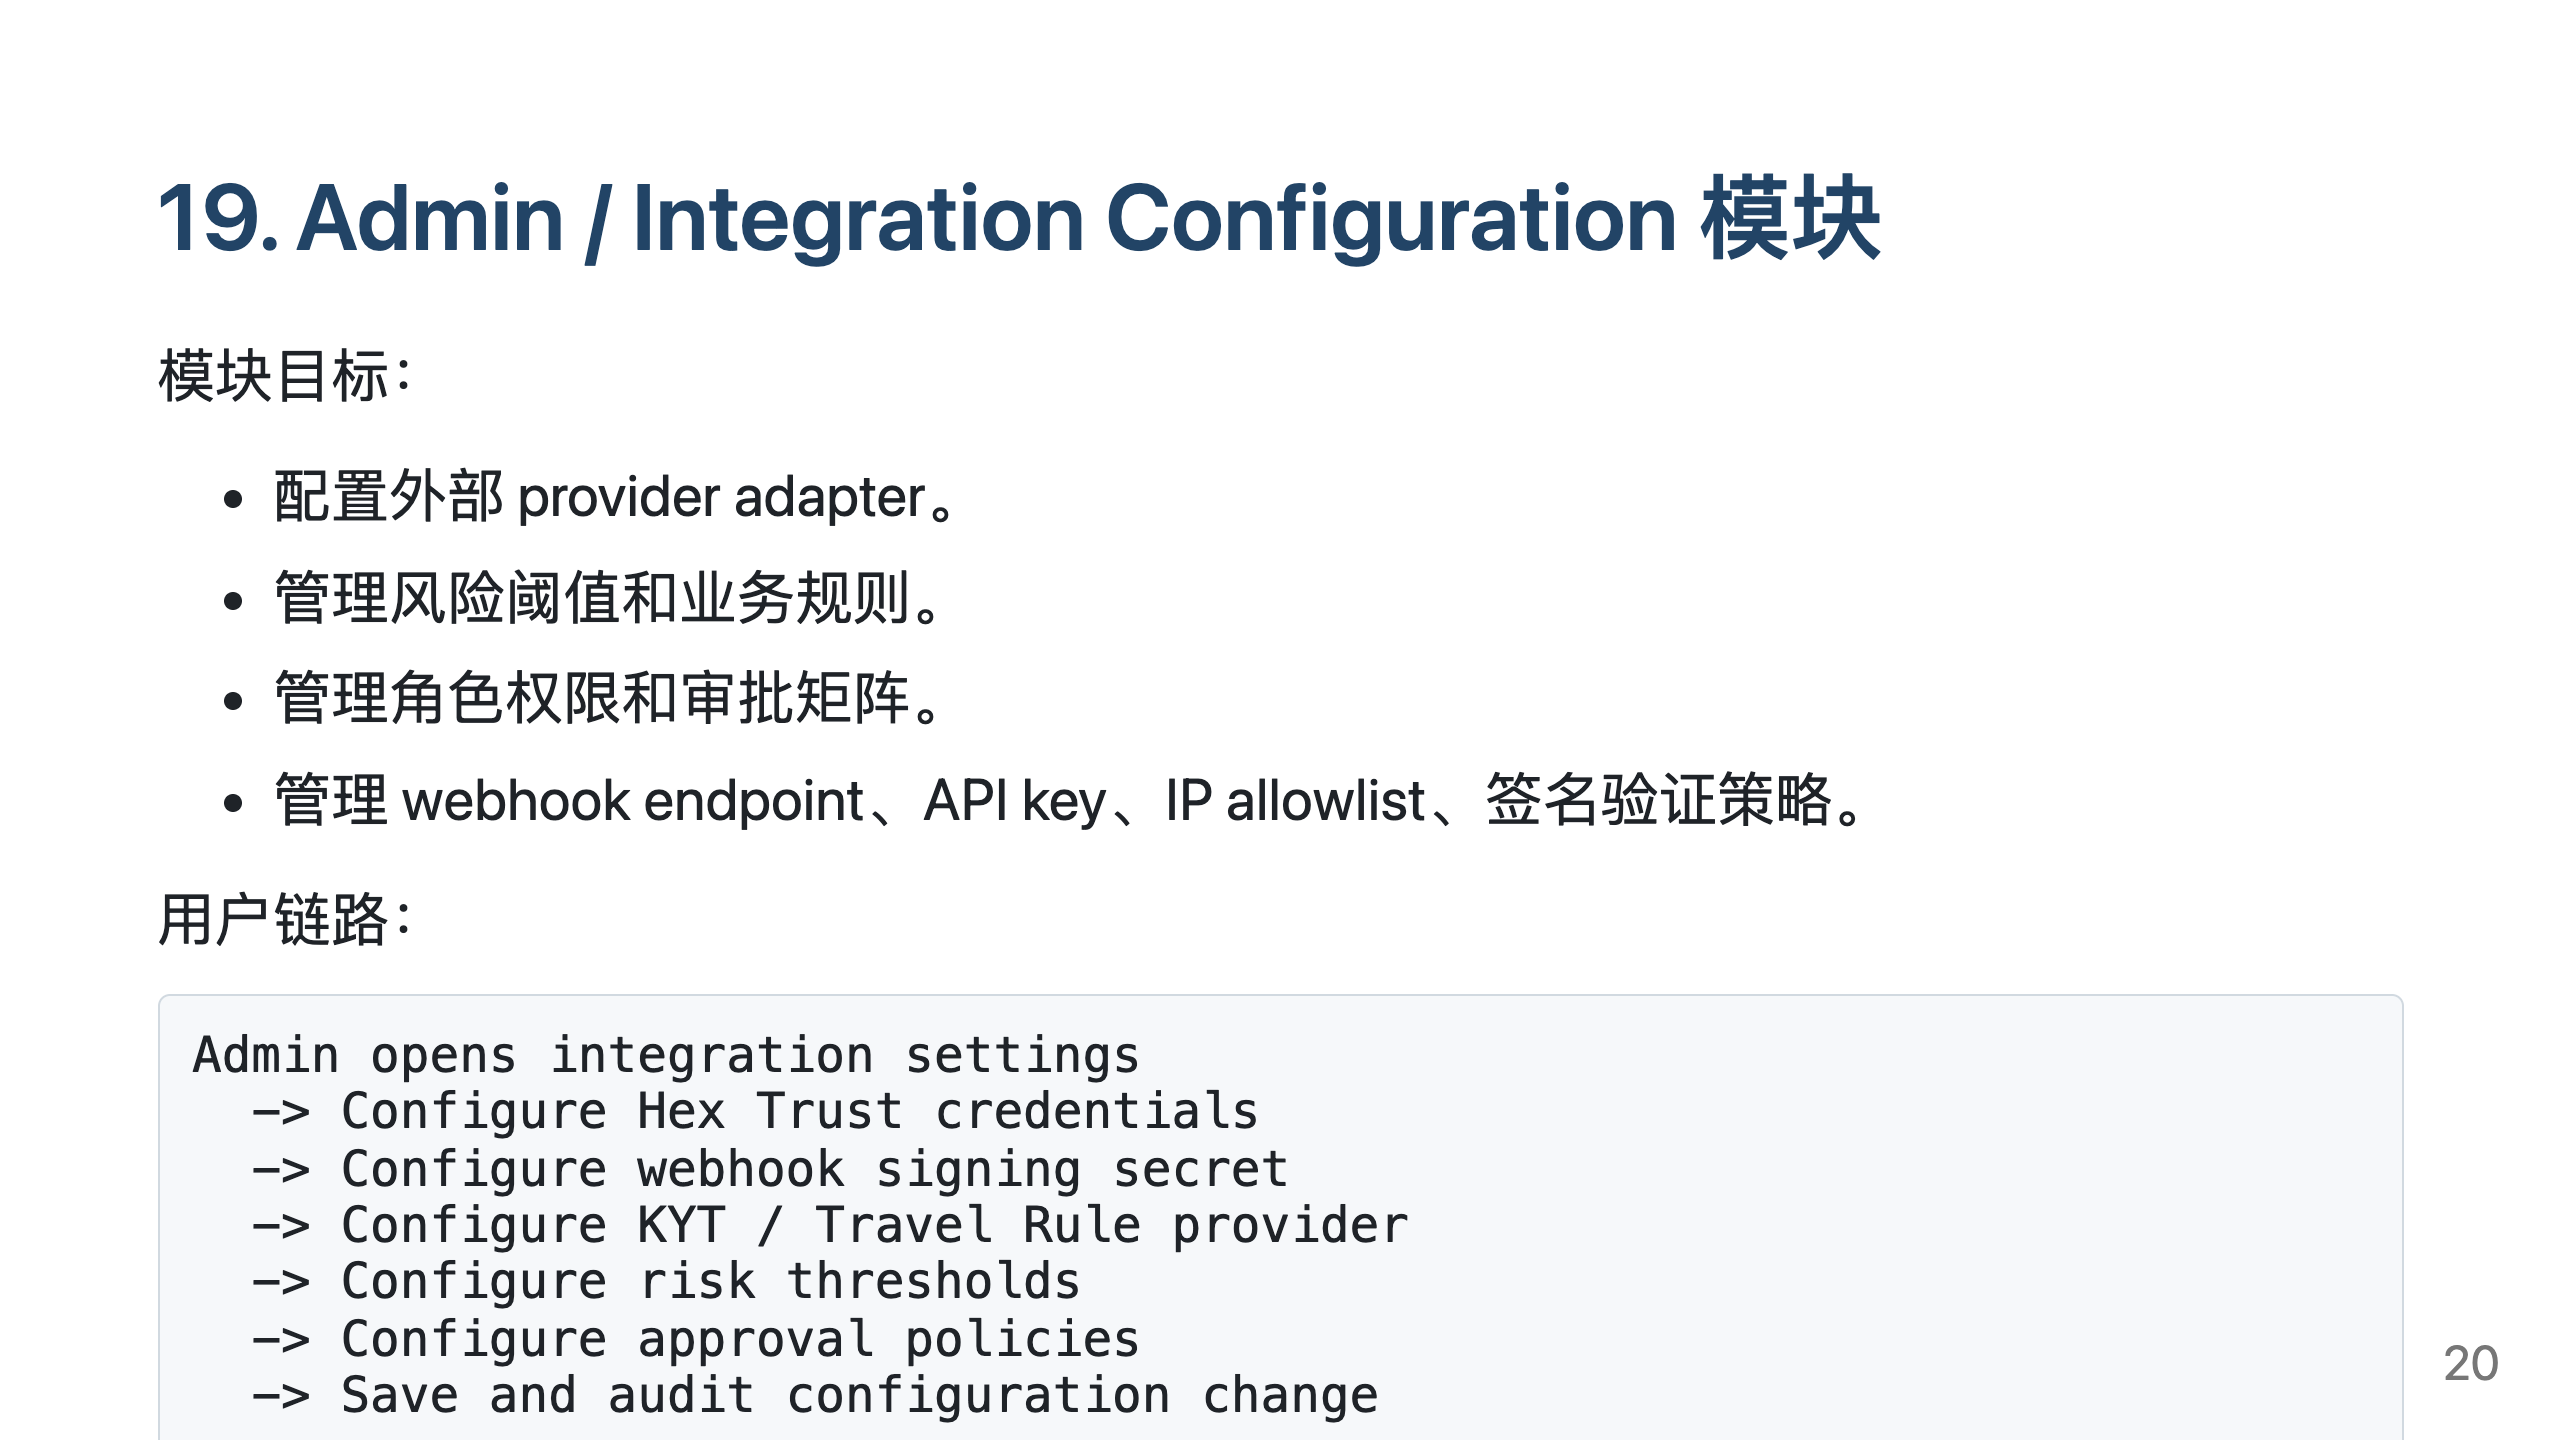 19. Admin / Integration Configuration 模块
模块目标：
• 配置外部 provider adapter。
• 管理风险阈值和业务规则。
• 管理角色权限和审批矩阵。
• 管理 webhook endpoint、API key、IP allowlist、签名验证策略。
用户链路：
Admin opens integration settings
  -> Configure Hex Trust credentials
  -> Configure webhook signing secret
  -> Configure KYT / Travel Rule provider
  -> Configure risk thresholds
  -> Configure approval policies
  -> Save and audit configuration change
20